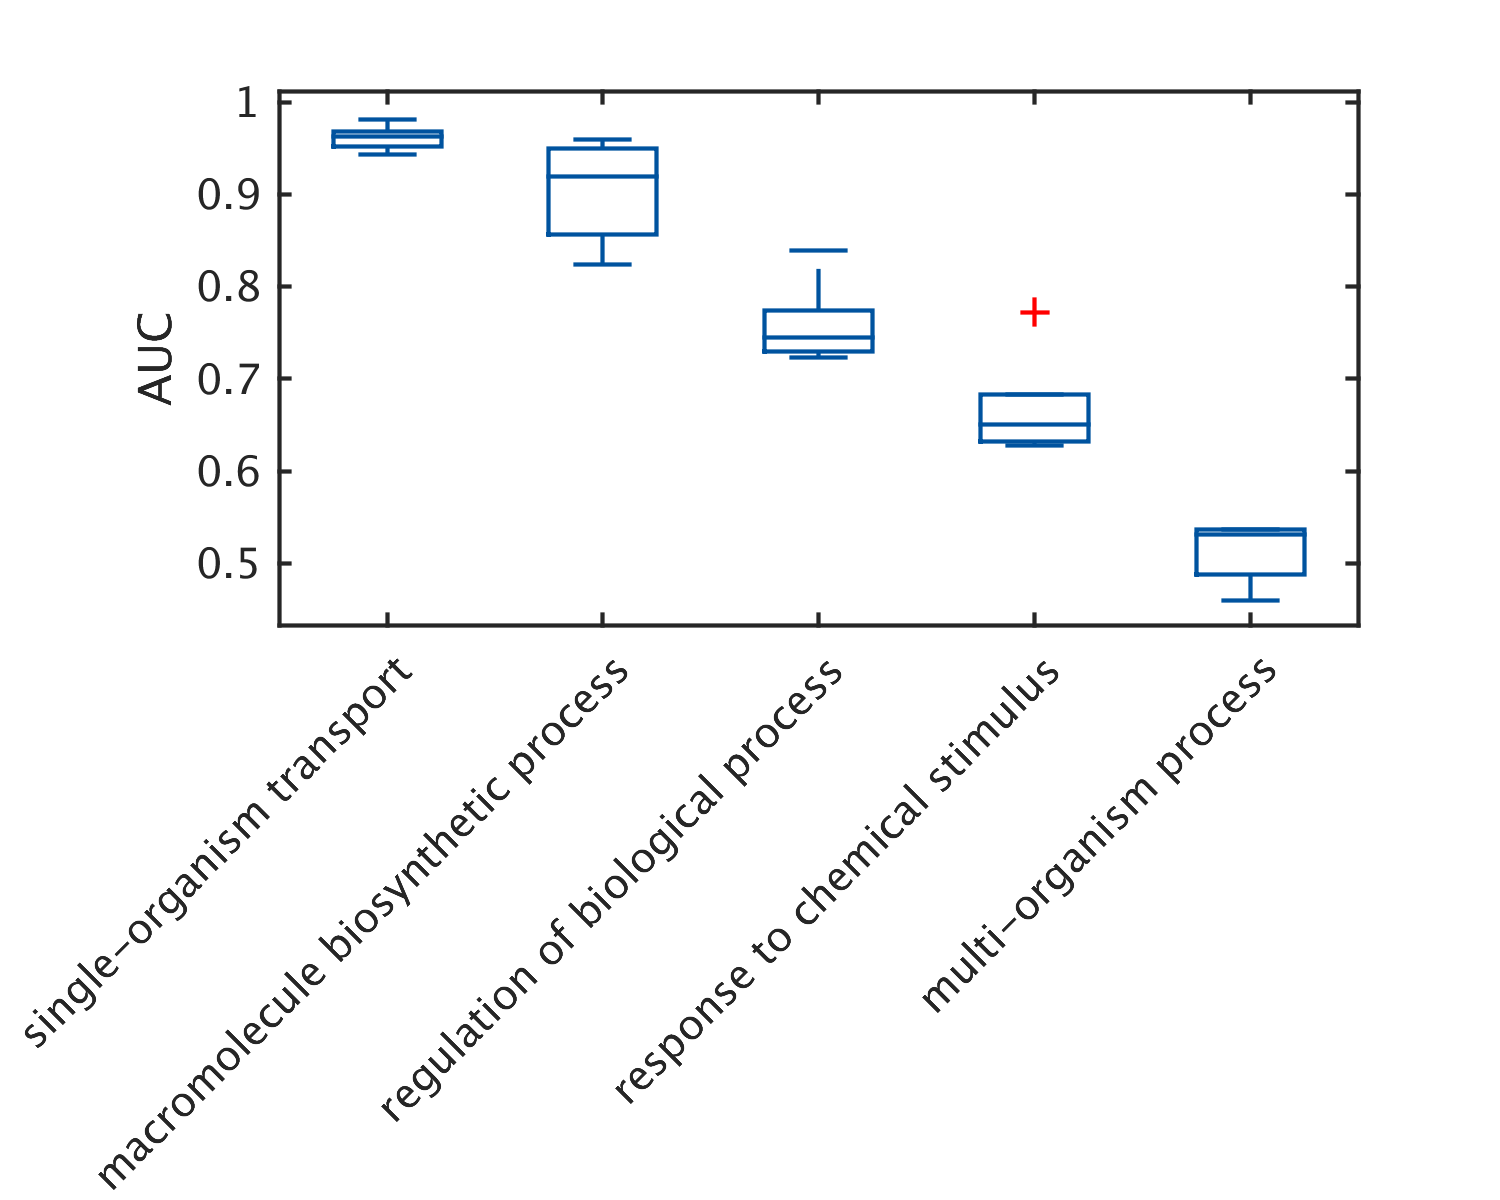 1
0.9
0.8
0.7
0.6
0.5
AUC
single−organism transport
macromolecule biosynthetic process
regulation of biological process
response to chemical stimulus
multi−organism process